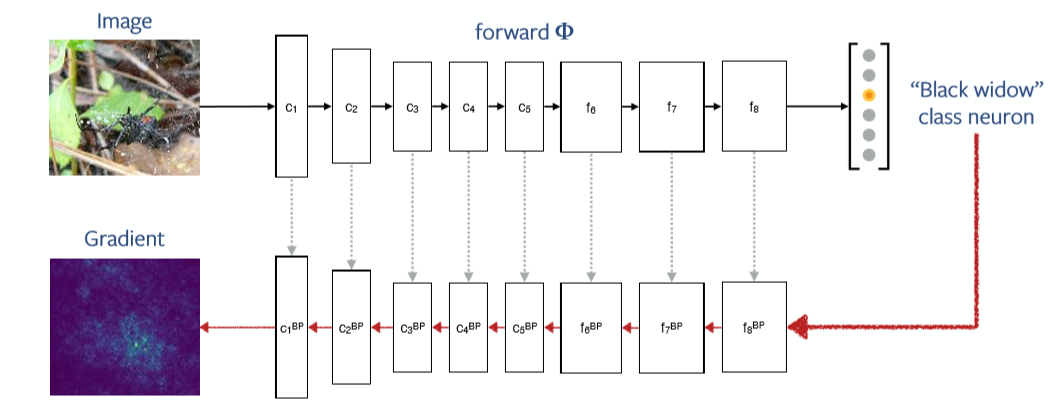 Image
forward Φ
c1
c2
c3
c4
c5
f6
f7
f8
“Black widow”
class neuron
Gradient
c1BP
c2BP
c3BP
c4BP
c5BP
f6BP
f7BP
f8BP